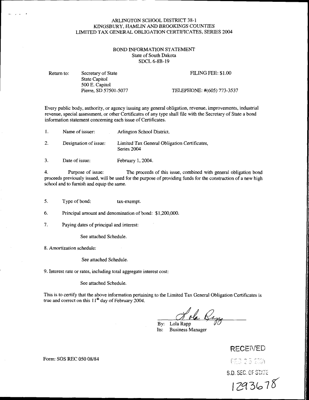 ARLINGTON SCHOOL DISTRICT 38-1
KINGSBURY, HAMLIN AND BROOKINGS COUNTIES
LIMITED TAX GENERAL OBLIGATION CERTIFICATES, SERIES 2004
BOND INFORMATION STATEMENT
State of South Dakota
SDCL 6-8B-19
Return to: Secretary of State FILING FEE: $1.00
State Capitol
500 E. Capitol
Pierre, SD 57501-5077 TELEPHONE: #(605) 773-3537
Every public body, authority, or agency issuing any general obligation, revenue, improvements, industrial
revenue, special assessment, or other Certificates of any type shall file with the Secretary of State a bond
information statement concerning each issue of Certificates.
1. Name of issuer: Arlington School District.
2. Designation of issue: Limited Tax General Obligation Certificates,
Series 2004
3. Date of issue: February 1, 2004.
4. Purpose of issue: The proceeds of this issue, combined with general obligation bond
proceeds previously issued, will be used for the purpose of providing funds for the construction of a new high
school and to furnish and equip the same.
5. Type of bond: tax-exempt.
6. Principal amount and denomination of bond: $1,200,000.
7. Paying dates of principal and interest:
See attached Schedule.
8. Amortization schedule:
See attached Schedule.
9. Interest rate or rates, including total aggregate interest cost:
See attached Schedule.
This is to certify that the above information pertaining to the Limited Tax General Obligation Certificates is
true and correct on this 11th day of February 2004.
Lola Rapp
By: Lola Rapp
Its: Business Manager
RECEIVED
S.D. SEC. OF STATE
1293678
Form: SOS REC 050 08/84